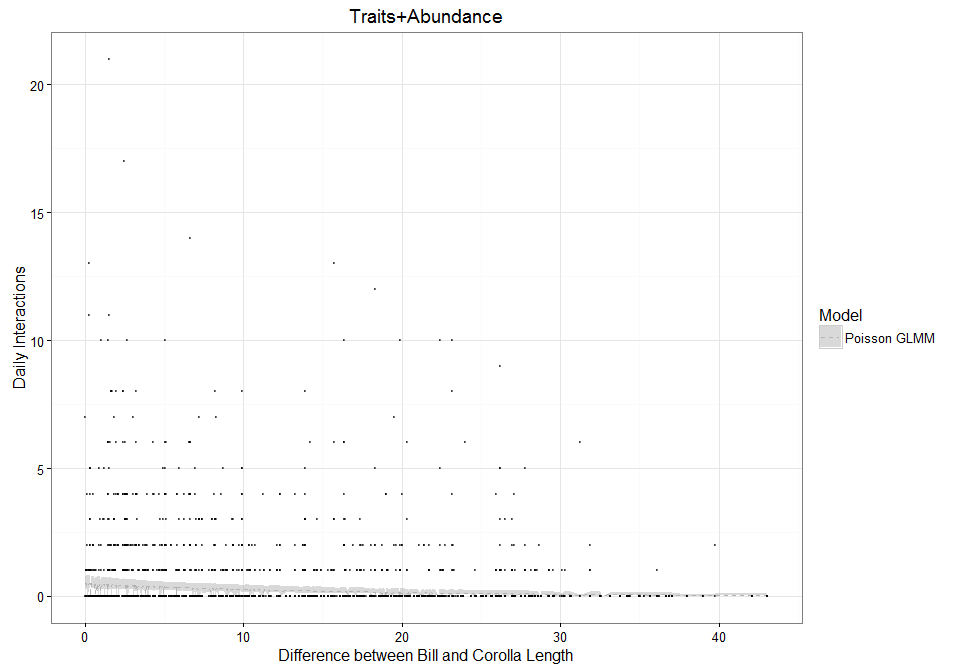 Traits+Abundance
20
15
10
5
0
Daily Interactions
0 10 20 30 40
Difference between Bill and Corolla Length
Model
Poisson GLMM